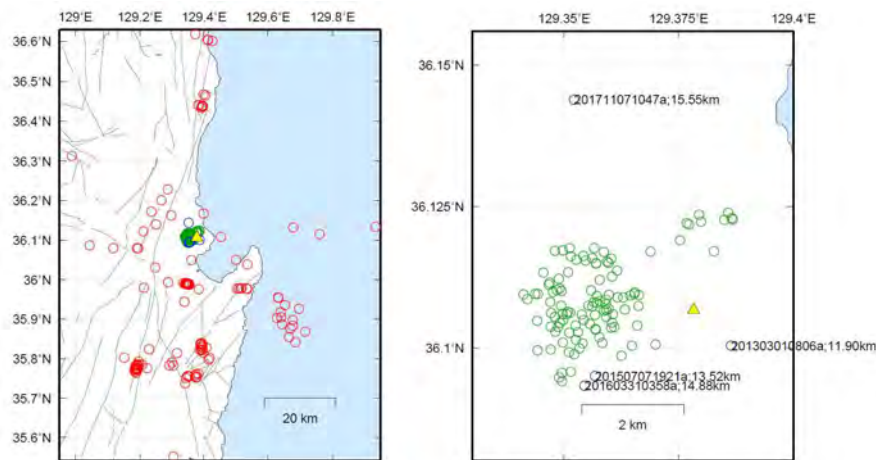 129°E 129.2°E 129.4°E 129.6°E 129.8°E
36.6°N
36.5°N
36.4°N
36.3°N
36.2°N
36.1°N
36°N
35.9°N
35.8°N
35.7°N
35.6°N
20 km
129.35°E 129.375°E 129.4°E
36.15°N
36.125°N
36.1°N
201711071047a;15.55km
201303010806a;11.90km
201507071921a;13.52km
201603310358a;14.88km
2 km